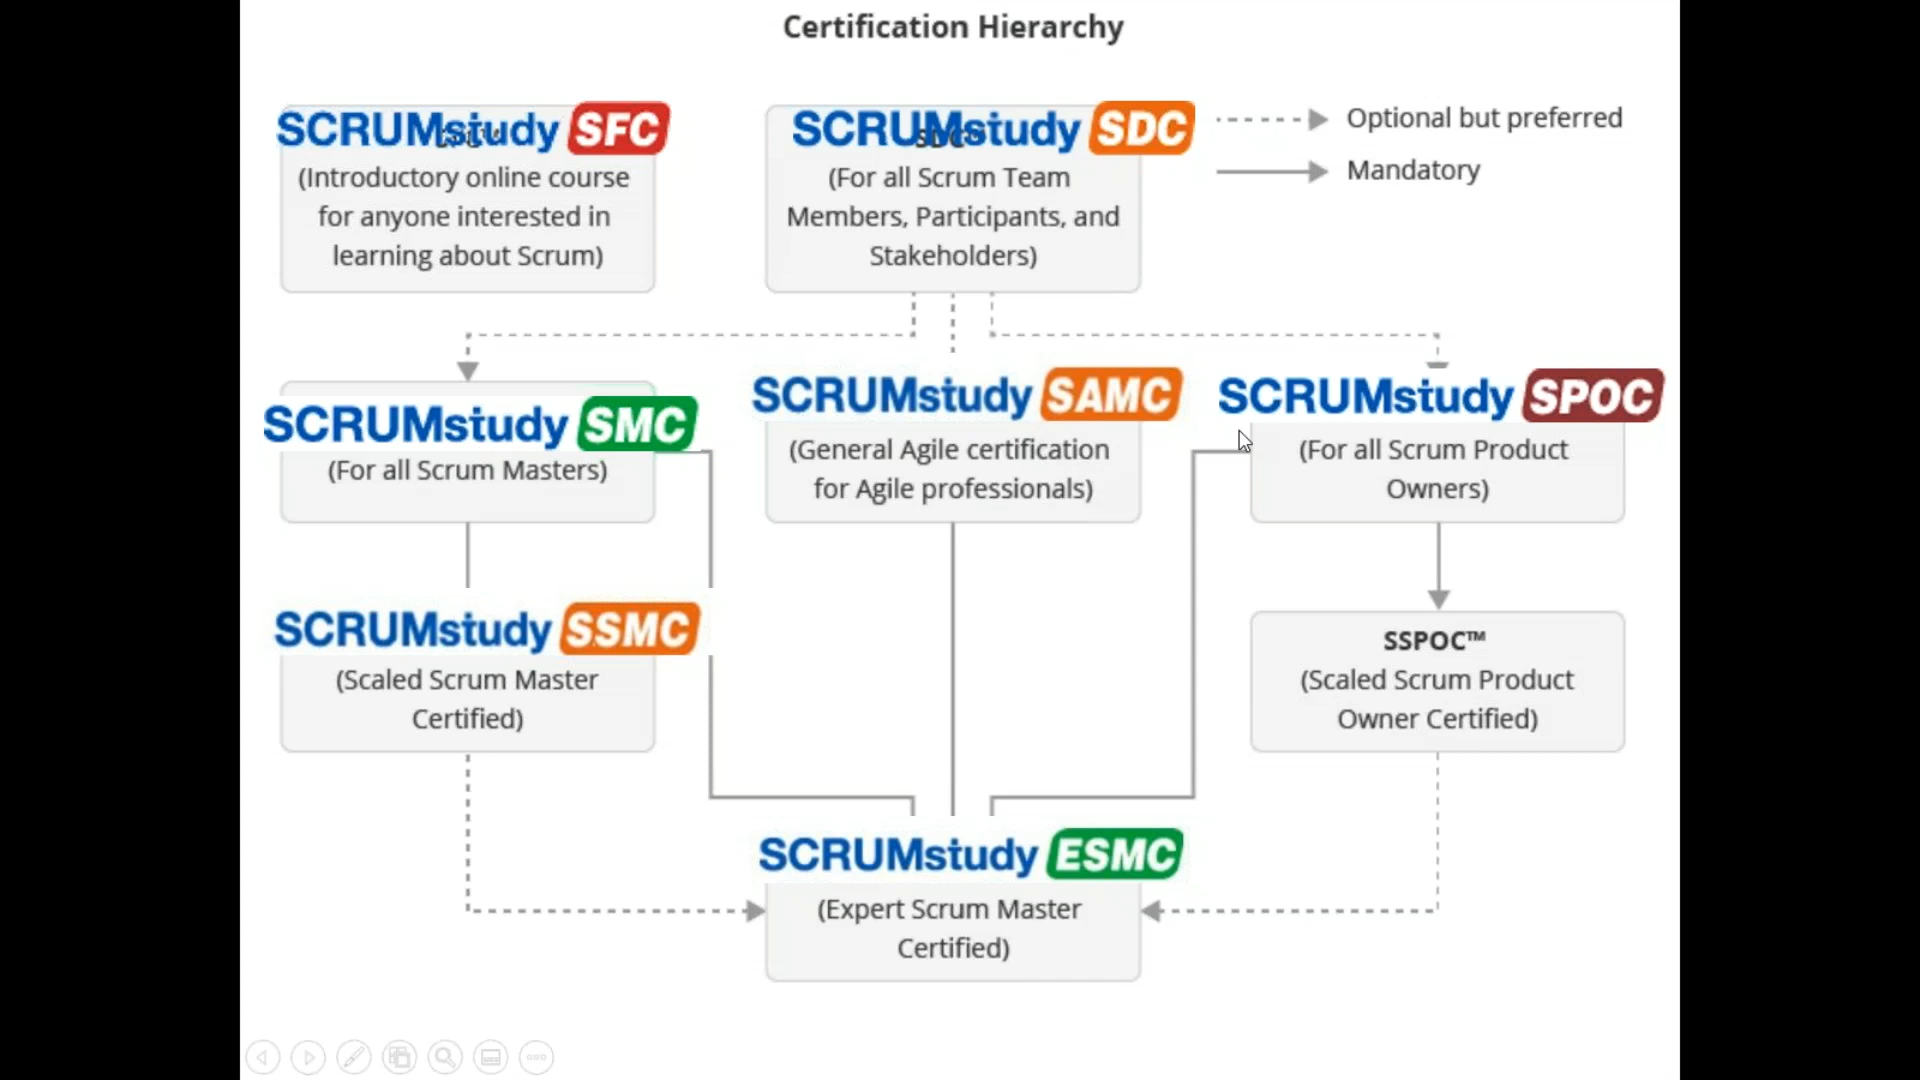 Certification Hierarchy
SCRUMstudy SFC
(Introductory online course
for anyone interested in
learning about Scrum)
SCRUMstudy SDC
(For all Scrum Team
Members, Participants, and
Stakeholders)
Optional but preferred
Mandatory
SCRUMstudy SMC
(For all Scrum Masters)
SCRUMstudy SAMC
(General Agile certification
for Agile professionals)
SCRUMstudy SPOC
(For all Scrum Product
Owners)
SCRUMstudy SSMC
(Scaled Scrum Master
Certified)
SSPOC™
(Scaled Scrum Product
Owner Certified)
SCRUMstudy ESMC
(Expert Scrum Master
Certified)